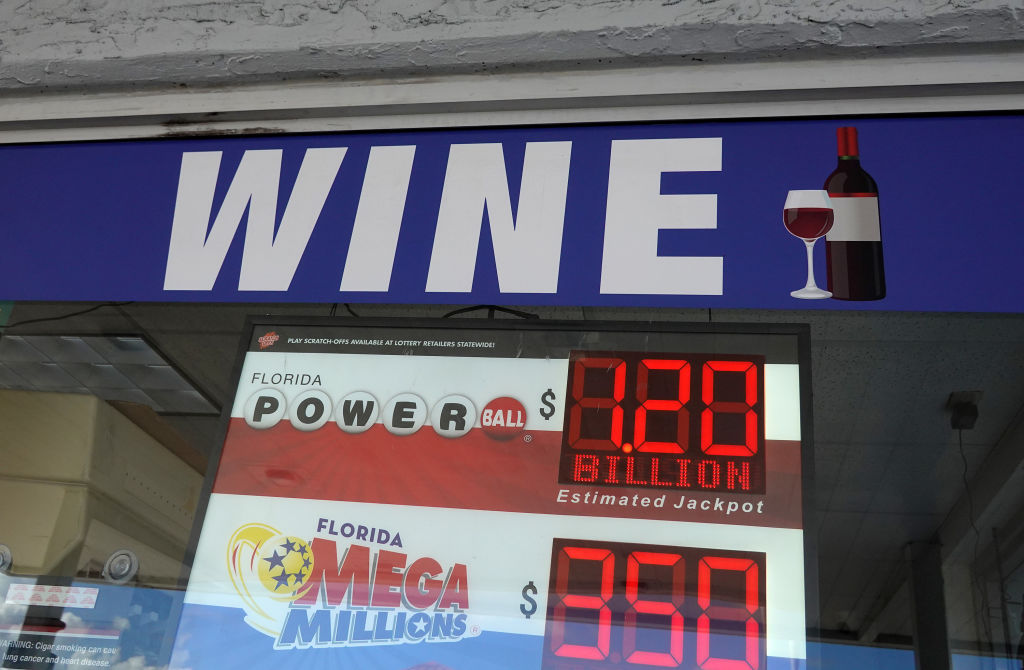 WINE
PLAY SCRATCH-OFFS AVAILABLE AT LOTTERY RETAILERS STATEWIDE!
FLORIDA
POWER BALL ®
$ 1.20
BILLION
Estimated Jackpot
FLORIDA
MEGA
MILLIONS ®
$ 350
WARNING: Cigar smoking can cau
lung cancer and heart disease.